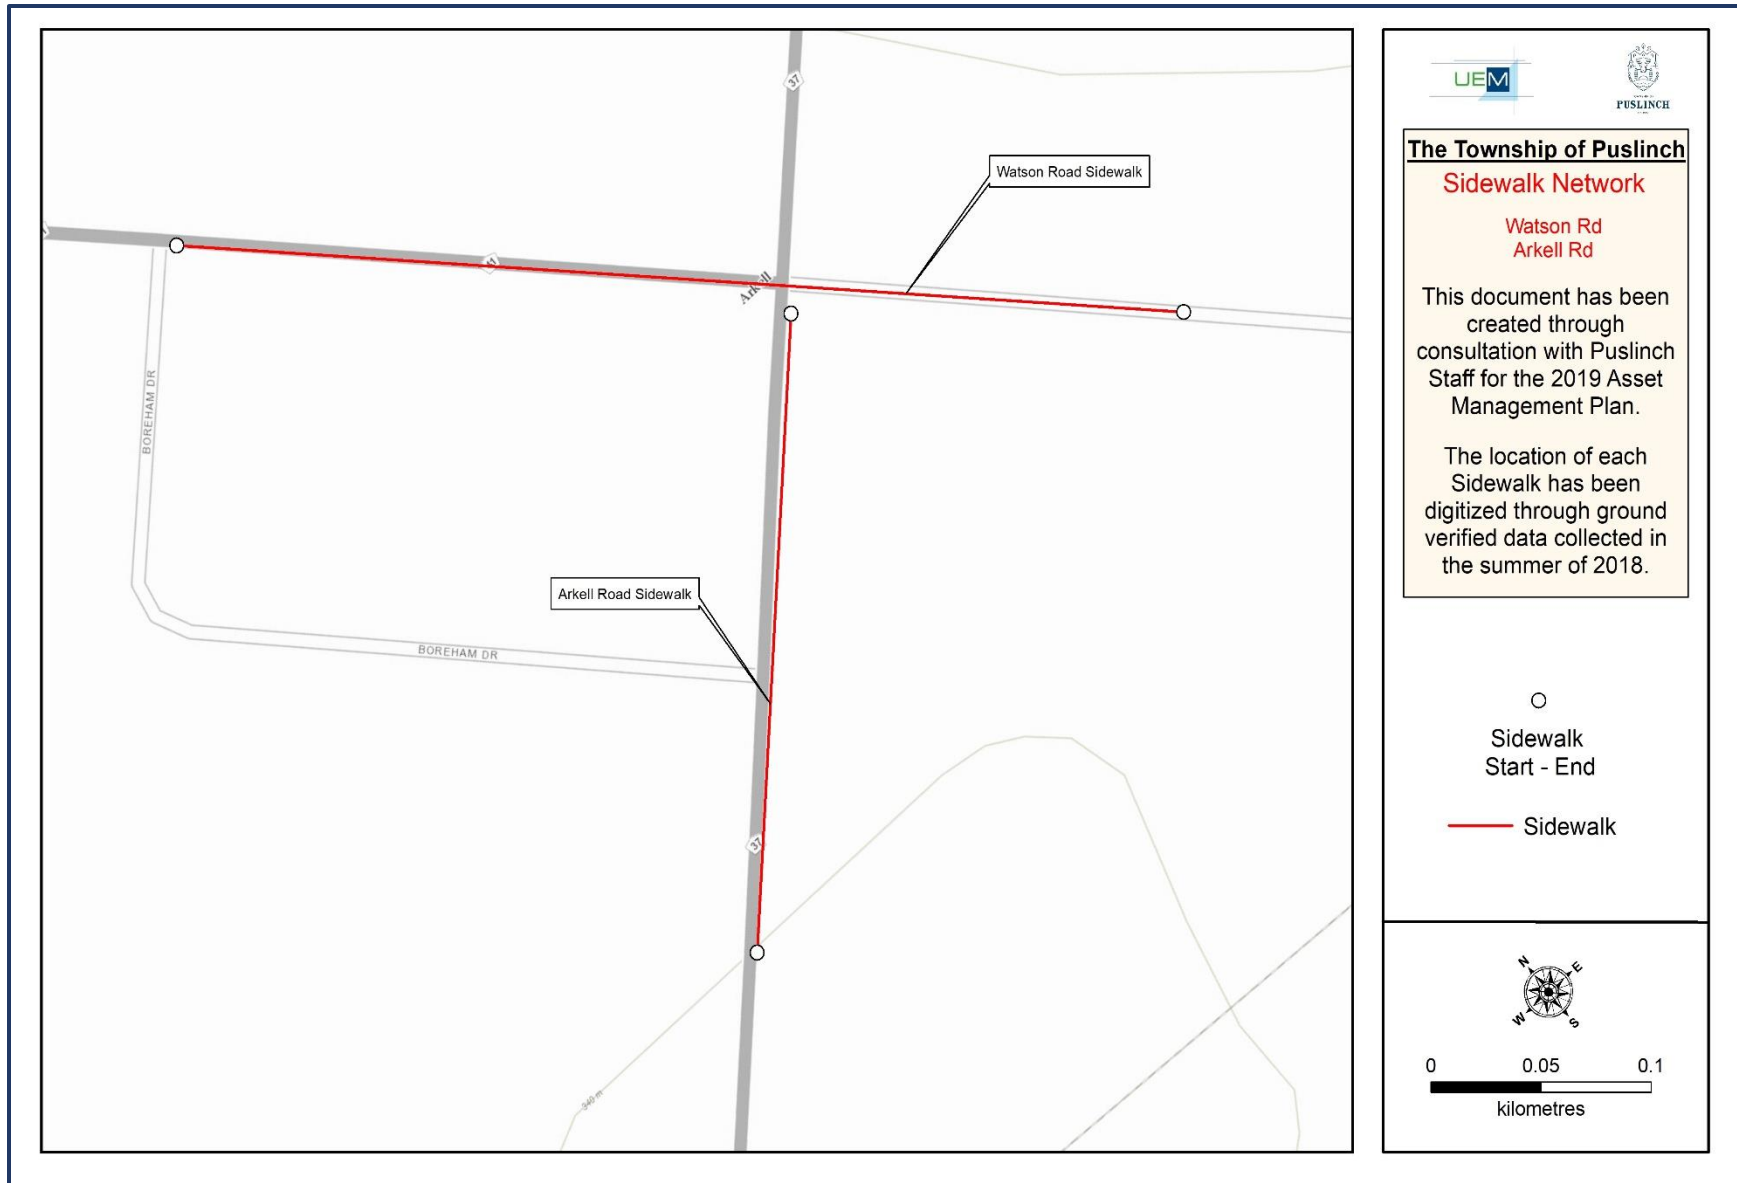 37
Watson Road Sidewalk
41
Arkell
BOREHAM DR
Arkell Road Sidewalk
BOREHAM DR
37
340 m
UEM
PUSLINCH
The Township of Puslinch
Sidewalk Network
Watson Rd
Arkell Rd
This document has been
created through
consultation with Puslinch
Staff for the 2019 Asset
Management Plan.
The location of each
Sidewalk has been
digitized through ground
verified data collected in
the summer of 2018.
Sidewalk
Start - End
Sidewalk
N
E
W
S
0 0.05 0.1
kilometres